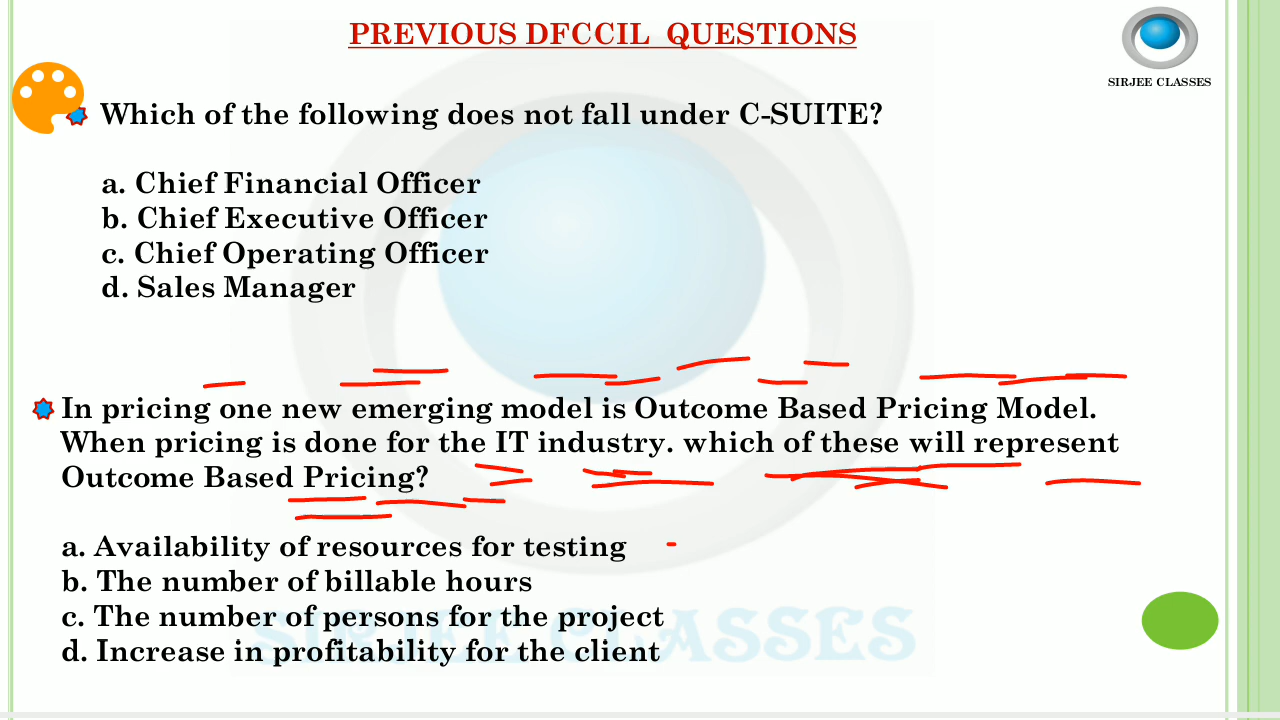 PREVIOUS DFCCIL QUESTIONS
SIRJEE CLASSES
Which of the following does not fall under C-SUITE?
a. Chief Financial Officer
b. Chief Executive Officer
c. Chief Operating Officer
d. Sales Manager
In pricing one new emerging model is Outcome Based Pricing Model.
When pricing is done for the IT industry. which of these will represent
Outcome Based Pricing?
a. Availability of resources for testing
b. The number of billable hours
c. The number of persons for the project
d. Increase in profitability for the client
SIRJEE CLASSES